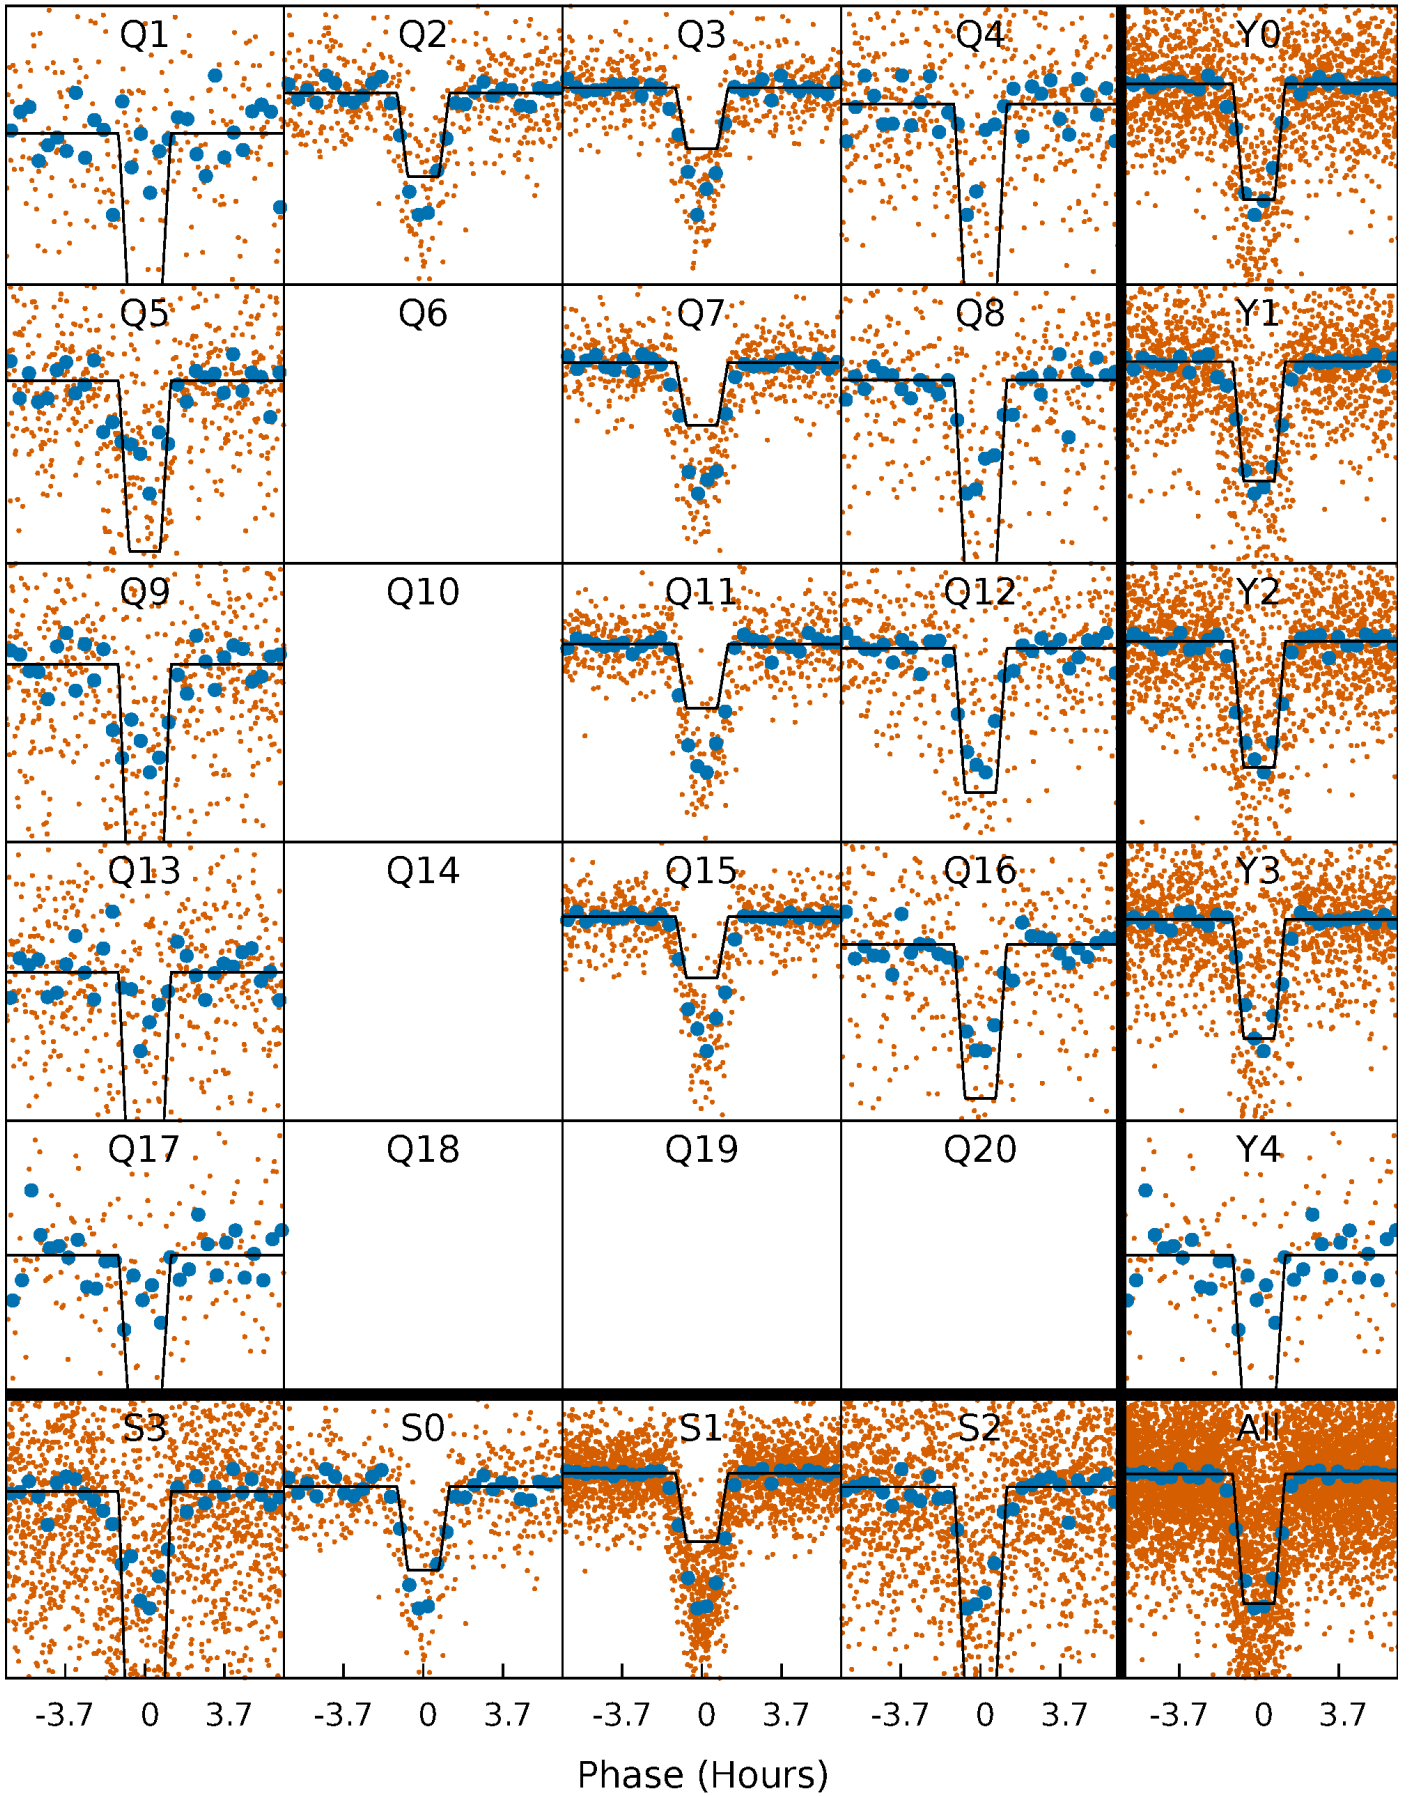 Q1 Q2 Q3 Q4 Y0
Q5 Q6 Q7 Q8 Y1
Q9 Q10 Q11 Q12 Y2
Q13 Q14 Q15 Q16 Y3
Q17 Q18 Q19 Q20 Y4
S3 S0 S1 S2 All
-3.7 0 3.7 -3.7 0 3.7 -3.7 0 3.7 -3.7 0 3.7 -3.7 0 3.7
Phase (Hours)